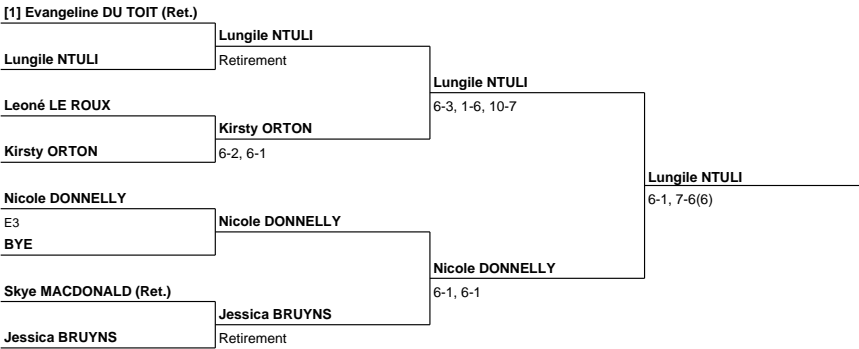 [1] Evangeline DU TOIT (Ret.)
Lungile NTULI
Lungile NTULI
Retirement
Lungile NTULI
Leoné LE ROUX
6-3, 1-6, 10-7
Kirsty ORTON
Kirsty ORTON
6-2, 6-1
Lungile NTULI
Nicole DONNELLY
6-1, 7-6(6)
E3
Nicole DONNELLY
BYE
Nicole DONNELLY
Skye MACDONALD (Ret.)
6-1, 6-1
Jessica BRUYNS
Jessica BRUYNS
Retirement